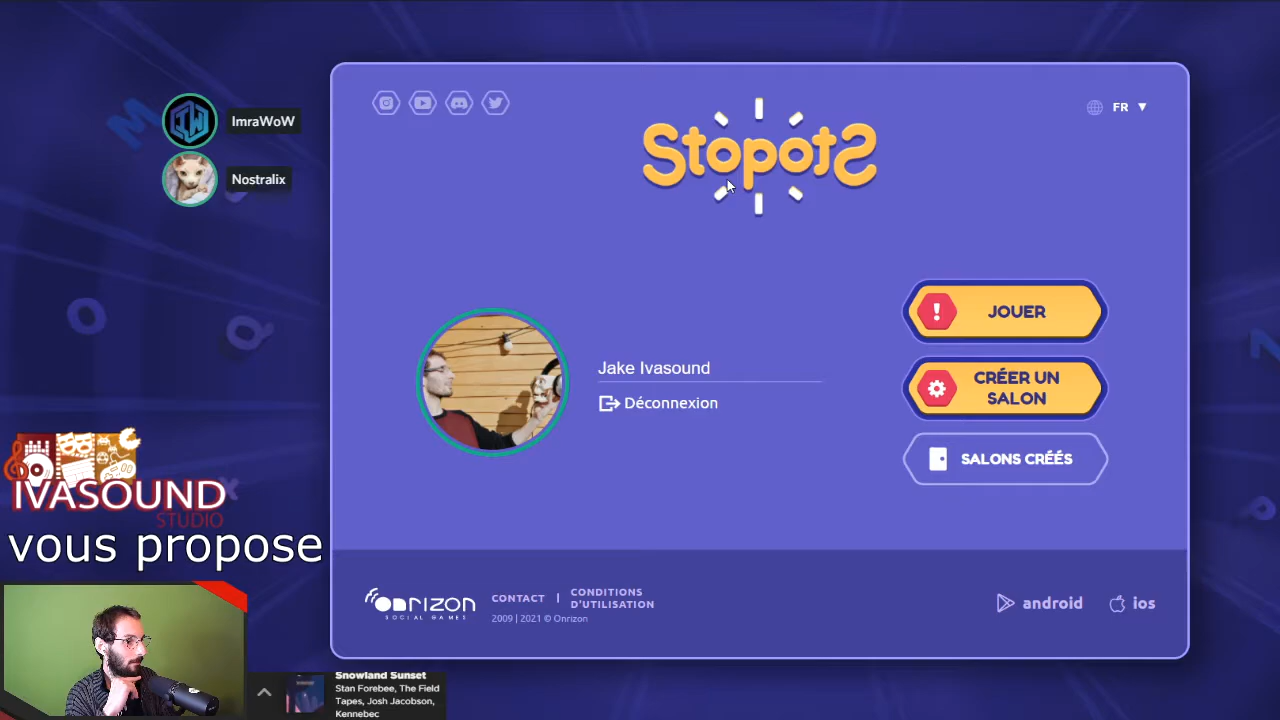 ImraWoW
Nostralix
FR
StopotS
Jake Ivasound
Déconnexion
JOUER
CRÉER UN
SALON
SALONS CRÉÉS
IVASOUND
STUDIO
vous propose
Onrizon
SOCIAL GAMES
CONTACT | CONDITIONS
D'UTILISATION
2009 | 2021 © Onrizon
android
ios
Snowland Sunset
Stan Forebee, The Field
Tapes, Josh Jacobson,
Kennebec